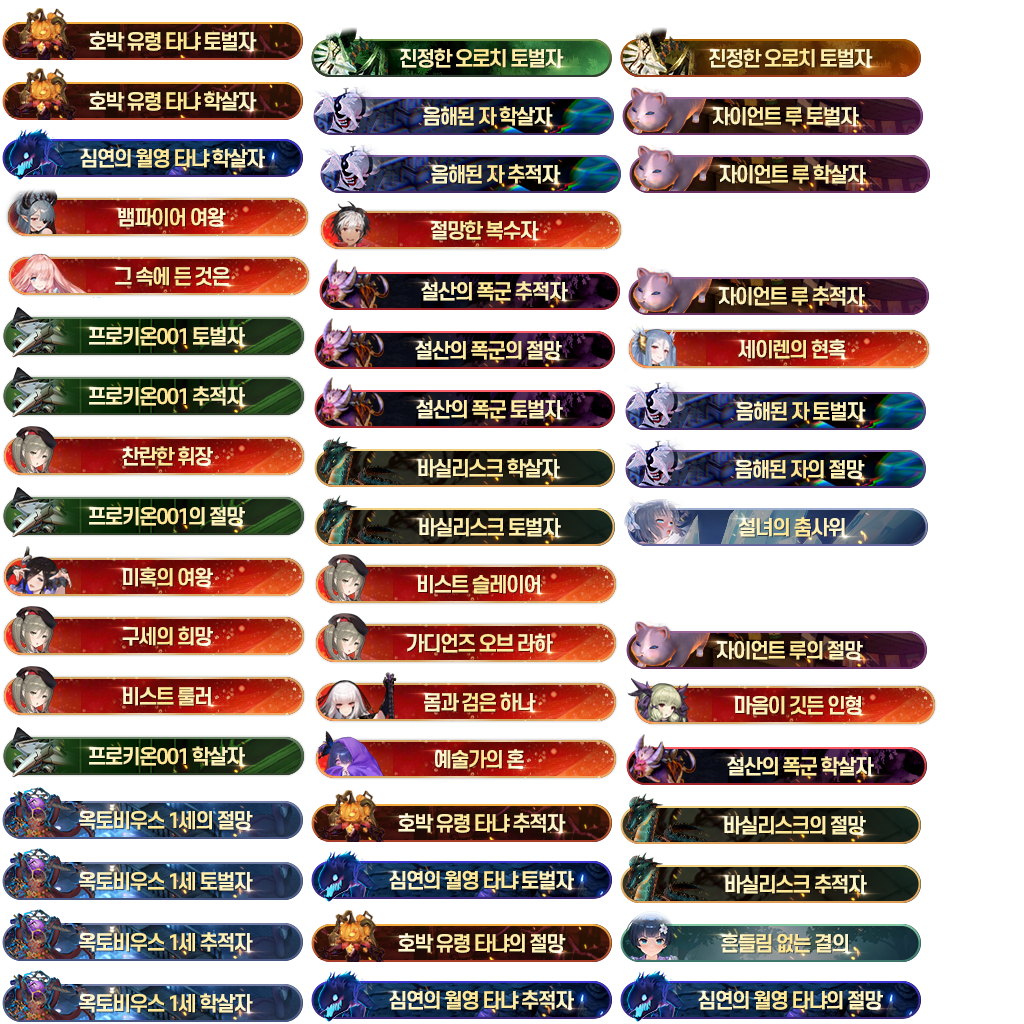 호박 유령 타냐 토벌자
호박 유령 타냐 학살자
심연의 월영 타냐 학살자
뱀파이어 여왕
그 속에 든 것은
프로키온001 토벌자
프로키온001 추적자
찬란한 휘장
프로키온001의 절망
미혹의 여왕
구세의 희망
비스트 룰러
프로키온001 학살자
옥토비우스 1세의 절망
옥토비우스 1세 토벌자
옥토비우스 1세 추적자
옥토비우스 1세 학살자
진정한 오로치 토벌자
음해된 자 학살자
음해된 자 추적자
절망한 복수자
설산의 폭군 추적자
설산의 폭군의 절망
설산의 폭군 토벌자
바실리스크 학살자
바실리스크 토벌자
비스트 슬레이어
가디언즈 오브 라하
몸과 검은 하나
예술가의 혼
호박 유령 타냐 추적자
심연의 월영 타냐 토벌자
호박 유령 타냐의 절망
심연의 월영 타냐 추적자
진정한 오로치 토벌자
자이언트 루 토벌자
자이언트 루 학살자
자이언트 루 추적자
세이렌의 현혹
음해된 자 토벌자
음해된 자의 절망
설녀의 춤사위
자이언트 루의 절망
마음이 깃든 인형
설산의 폭군 학살자
바실리스크의 절망
바실리스크 추적자
흔들림 없는 결의
심연의 월영 타냐의 절망